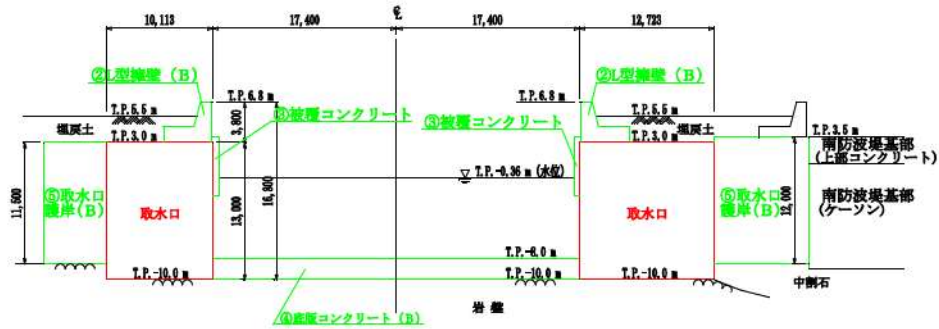 ℄
10,113
17,400
17,400
12,723
②L型擁壁（B）
②L型擁壁（B）
T.P.6.8 m
T.P.6.8 m
T.P.5.5 m
T.P.5.5 m
3,800
③被覆コンクリート
③被覆コンクリート
埋戻土
埋戻土
T.P.3.0 m
T.P.3.0 m
T.P.3.5 m
南防波堤基部
(上部コンクリート)
T.P.-0.36 m (水位)
11,500
⑤取水口
護岸(B)
取水口
13,000
16,800
取水口
⑤取水口
護岸(B)
12,000
南防波堤基部
(ケーソン)
T.P.-8.0 m
T.P.-10.0 m
T.P.-10.0 m
T.P.-10.0 m
中割石
岩 盤
④底版コンクリート（B）